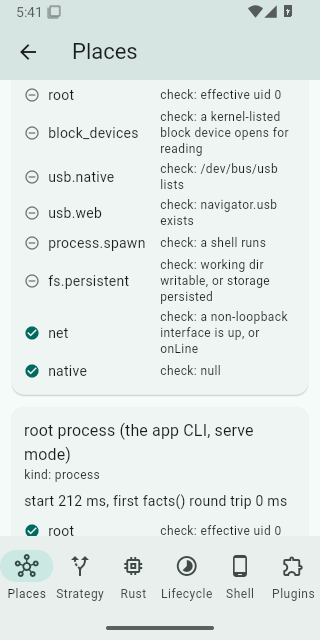 5:41
Places
root
check: effective uid 0
block_devices
check: a kernel-listed
block device opens for
reading
usb.native
check: /dev/bus/usb
lists
usb.web
check: navigator.usb
exists
process.spawn
check: a shell runs
fs.persistent
check: working dir
writable, or storage
persisted
net
check: a non-loopback
interface is up, or
onLine
native
check: null
root process (the app CLI, serve
mode)
kind: process
start 212 ms, first facts() round trip 0 ms
root
check: effective uid 0
Places
Strategy
Rust
Lifecycle
Shell
Plugins